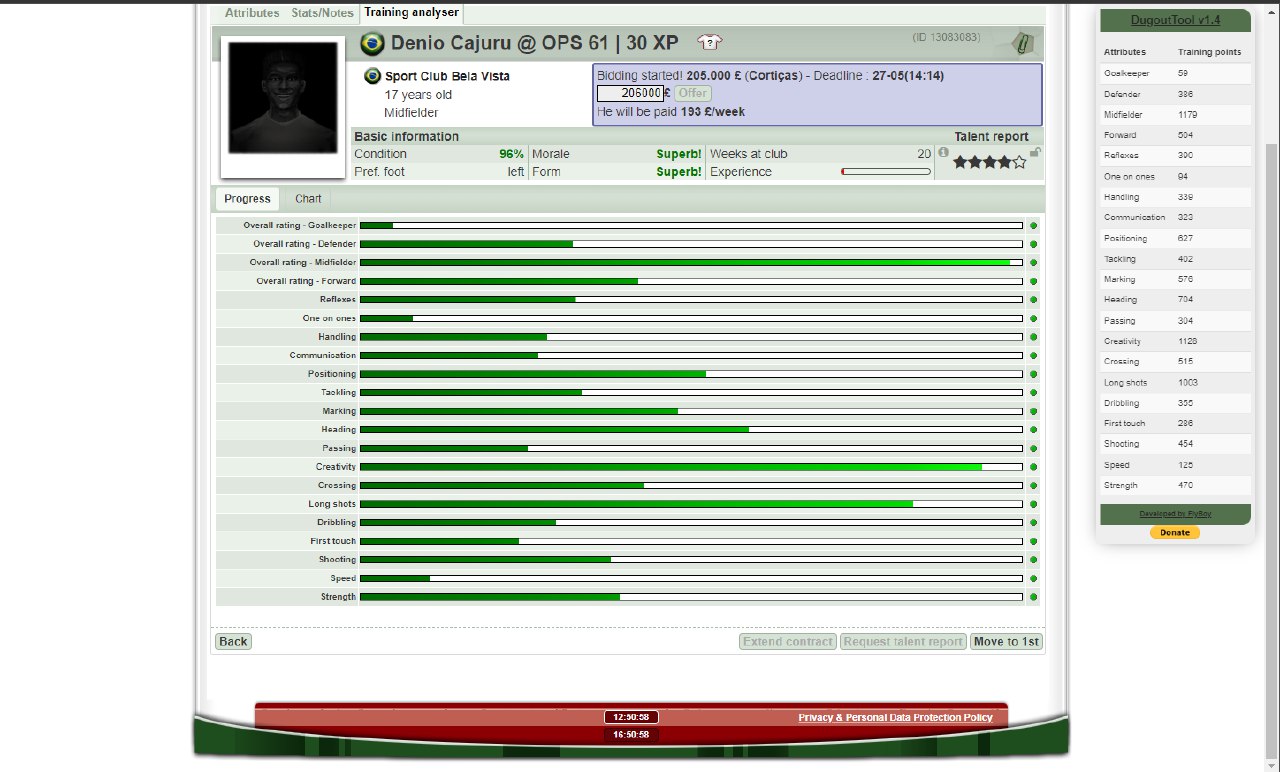 Attributes Stats/Notes Training analyser
Denio Cajuru @ OPS 61 | 30 XP
?
(ID 13083083)
Sport Club Bela Vista
17 years old
Midfielder
Bidding started! 205.000 £ (Cortiças) - Deadline : 27-05(14:14)
206000 £ Offer
He will be paid 193 £/week
Basic information Talent report
Condition 96% Morale Superb! Weeks at club 20
Pref. foot left Form Superb! Experience
Progress Chart
Overall rating - Goalkeeper
Overall rating - Defender
Overall rating - Midfielder
Overall rating - Forward
Reflexes
One on ones
Handling
Communication
Positioning
Tackling
Marking
Heading
Passing
Creativity
Crossing
Long shots
Dribbling
First touch
Shooting
Speed
Strength
Back Extend contract Request talent report Move to 1st
12:50:58
16:50:58
Privacy & Personal Data Protection Policy
DugoutTool v1.4
Attributes Training points
Goalkeeper 59
Defender 386
Midfielder 1179
Forward 504
Reflexes 390
One on ones 94
Handling 339
Communication 323
Positioning 627
Tackling 402
Marking 576
Heading 704
Passing 304
Creativity 1128
Crossing 515
Long shots 1003
Dribbling 355
First touch 286
Shooting 454
Speed 125
Strength 470
Developed by FlyBoy
Donate